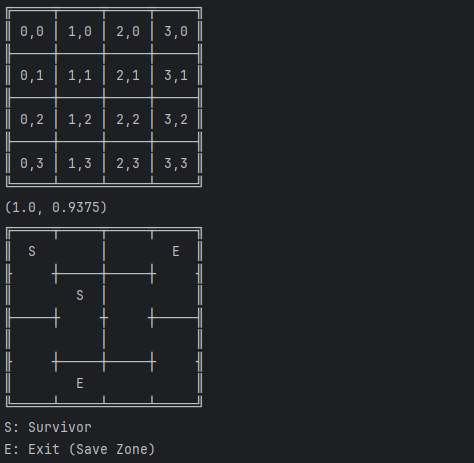 0,0 │ 1,0 │ 2,0 │ 3,0
0,1 │ 1,1 │ 2,1 │ 3,1
0,2 │ 1,2 │ 2,2 │ 3,2
0,3 │ 1,3 │ 2,3 │ 3,3
(1.0, 0.9375)
S E
S
E
S: Survivor
E: Exit (Save Zone)